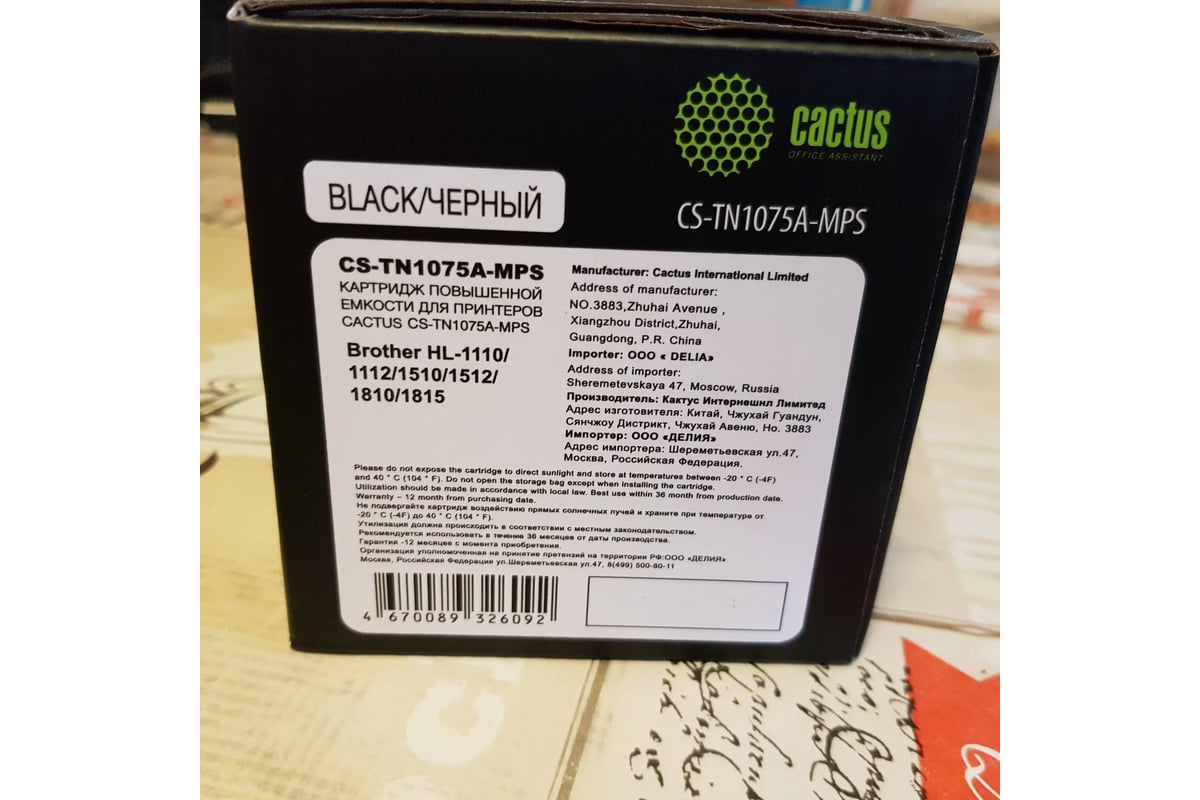 cactus
OFFICE ASSISTANT
BLACK/ЧЕРНЫЙ
CS-TN1075A-MPS
CS-TN1075A-MPS
КАРТРИДЖ ПОВЫШЕННОЙ
ЕМКОСТИ ДЛЯ ПРИНТЕРОВ
CACTUS CS-TN1075A-MPS
Brother HL-1110/
1112/1510/1512/
1810/1815
Manufacturer: Cactus International Limited
Address of manufacturer:
NO.3883,Zhuhai Avenue ,
Xiangzhou District,Zhuhai,
Guangdong, P.R. China
Importer: ООО « DELIA»
Address of importer:
Sheremetevskaya 47, Moscow, Russia
Производитель: Кактус Интернешнл Лимитед
Адрес изготовителя: Китай, Чжухай Гуандун,
Сянчжоу Дистрикт, Чжухай Авеню, Но. 3883
Импортер: ООО «ДЕЛИЯ»
Адрес импортера: Шереметьевская ул.47,
Москва, Российская Федерация.
Please do not expose the cartridge to direct sunlight and store at temperatures between -20 ° C (-4F)
and 40 ° C (104 ° F). Do not open the storage bag except when installing the cartridge.
Utilization should be made in accordance with local law. Best use within 36 month from production date.
Warranty – 12 month from purchasing date.
Не подвергайте картридж воздействию прямых солнечных лучей и храните при температуре от
-20 ° C (-4F) до 40 ° C (104 ° F).
Утилизация должна происходить в соответствии с местным законодательством.
Рекомендуется использовать в течение 36 месяцев от даты производства.
Гарантия -12 месяцев с момента приобретения.
Организация уполномоченная на принятие претензий на территории РФ:ООО «ДЕЛИЯ»
Москва, Российская Федерация ул.Шереметьевская ул.47, 8(499) 500-80-11
4 670089 326092